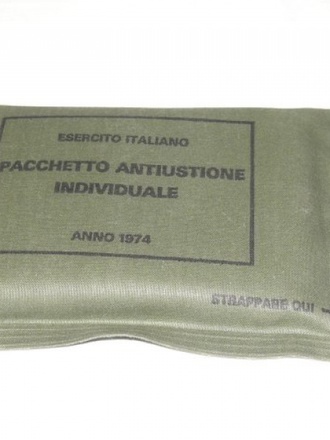 ESERCITO ITALIANO
PACCHETTO ANTIUSTIONE
INDIVIDUALE
ANNO 1974
STRAPPARE QUI